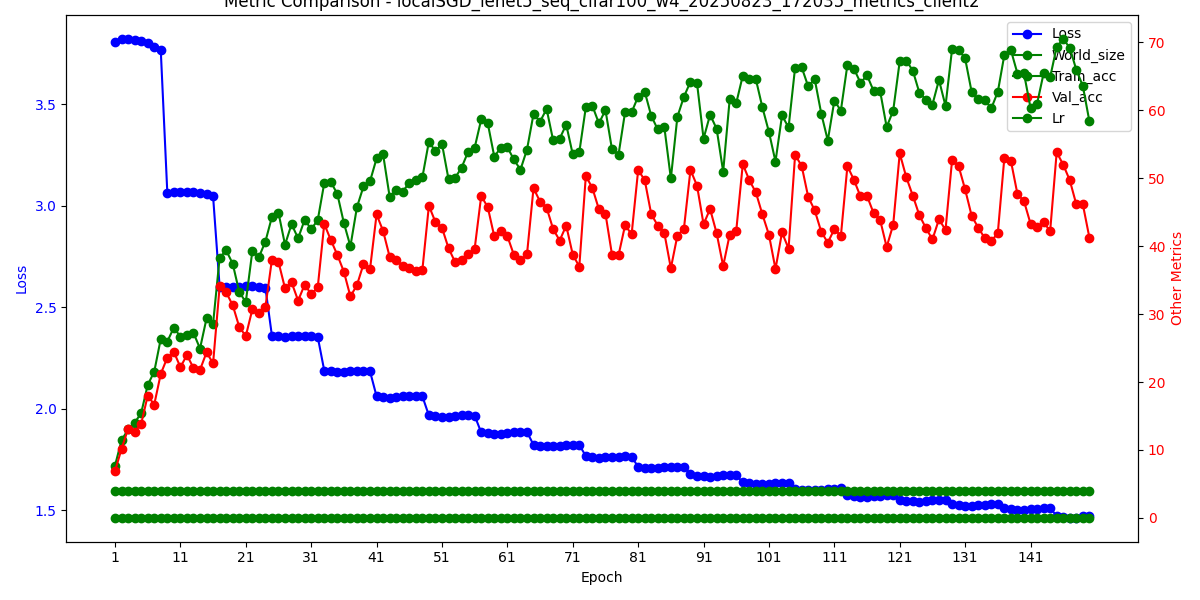 Metric Comparison - localSGD_lenet5_seq_cifar100_w4_20250823_172035_metrics_client2
Loss
World_size
Train_acc
Val_acc
Lr
3.5
3.0
2.5
2.0
1.5
Loss
70
60
50
40
30
20
10
0
Other Metrics
1 11 21 31 41 51 61 71 81 91 101 111 121 131 141
Epoch